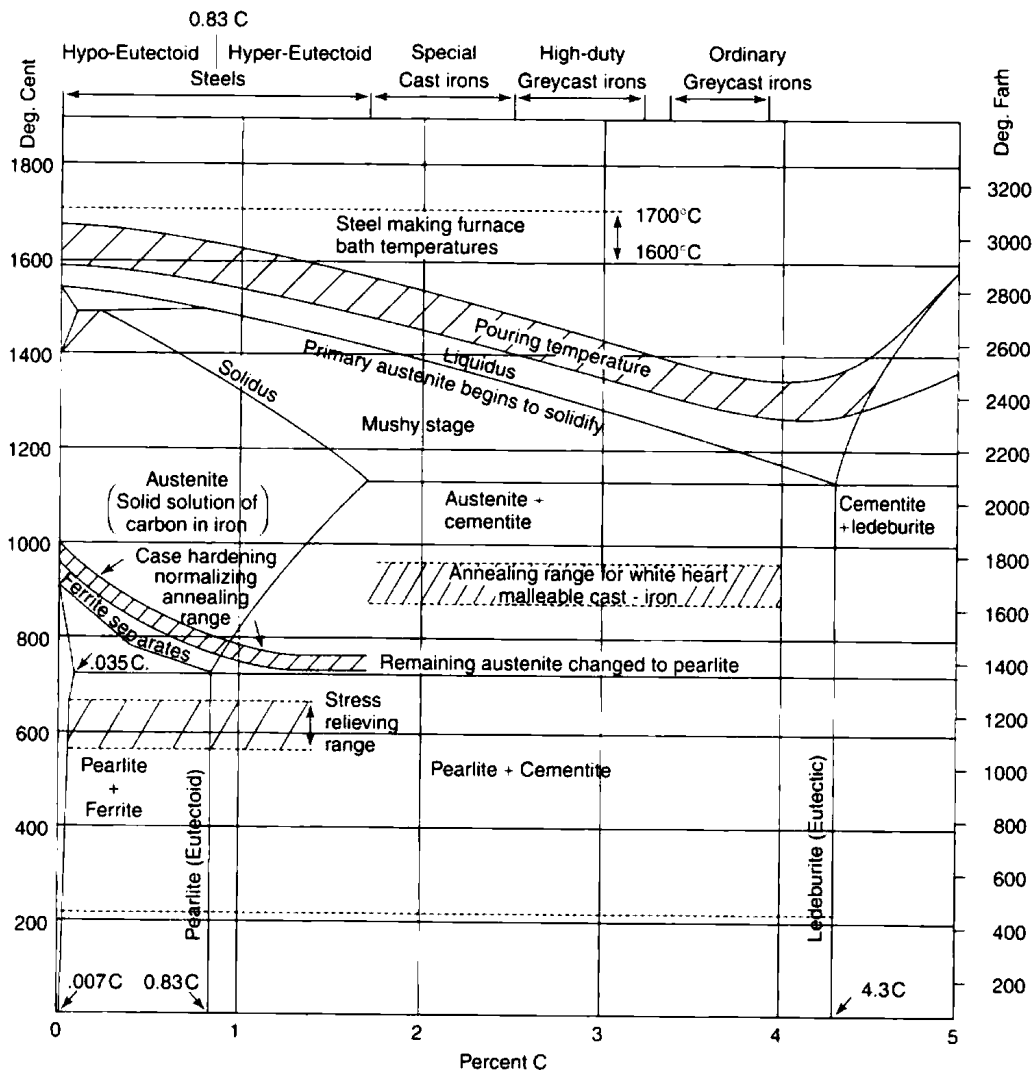 0.83 C
Hypo-Eutectoid
Hyper-Eutectoid
Steels
Special
Cast irons
High-duty
Greycast irons
Ordinary
Greycast irons
Deg. Cent
Deg. Farh
1800
1600
1400
1200
1000
800
600
400
200
3200
3000
2800
2600
2400
2200
2000
1800
1600
1400
1200
1000
800
600
400
200
Steel making furnace
bath temperatures
1700°C
1600°C
Pouring temperature
Liquidus
Primary austenite begins to solidify
Solidus
Mushy stage
Austenite
(Solid solution of
carbon in iron)
Austenite +
cementite
Cementite
+ledeburite
Case hardening
normalizing
annealing
range
Annealing range for white heart
malleable cast - iron
Ferrite separates
.035C.
Remaining austenite changed to pearlite
Stress
relieving
range
Pearlite
+
Ferrite
Pearlite (Eutectoid)
Pearlite + Cementite
Ledeburite (Eutectic)
.007C
0.83C
4.3C
0
1
2
3
4
5
Percent C